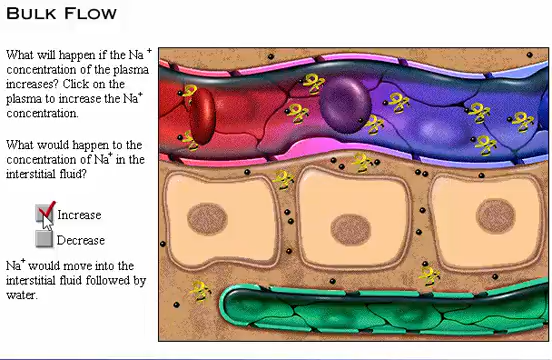 BULK FLOW
What will happen if the Na+
concentration of the plasma
increases? Click on the
plasma to increase the Na+
concentration.
What would happen to the
concentration of Na+ in the
interstitial fluid?
Increase
Decrease
Na+ would move into the
interstitial fluid followed by
water.